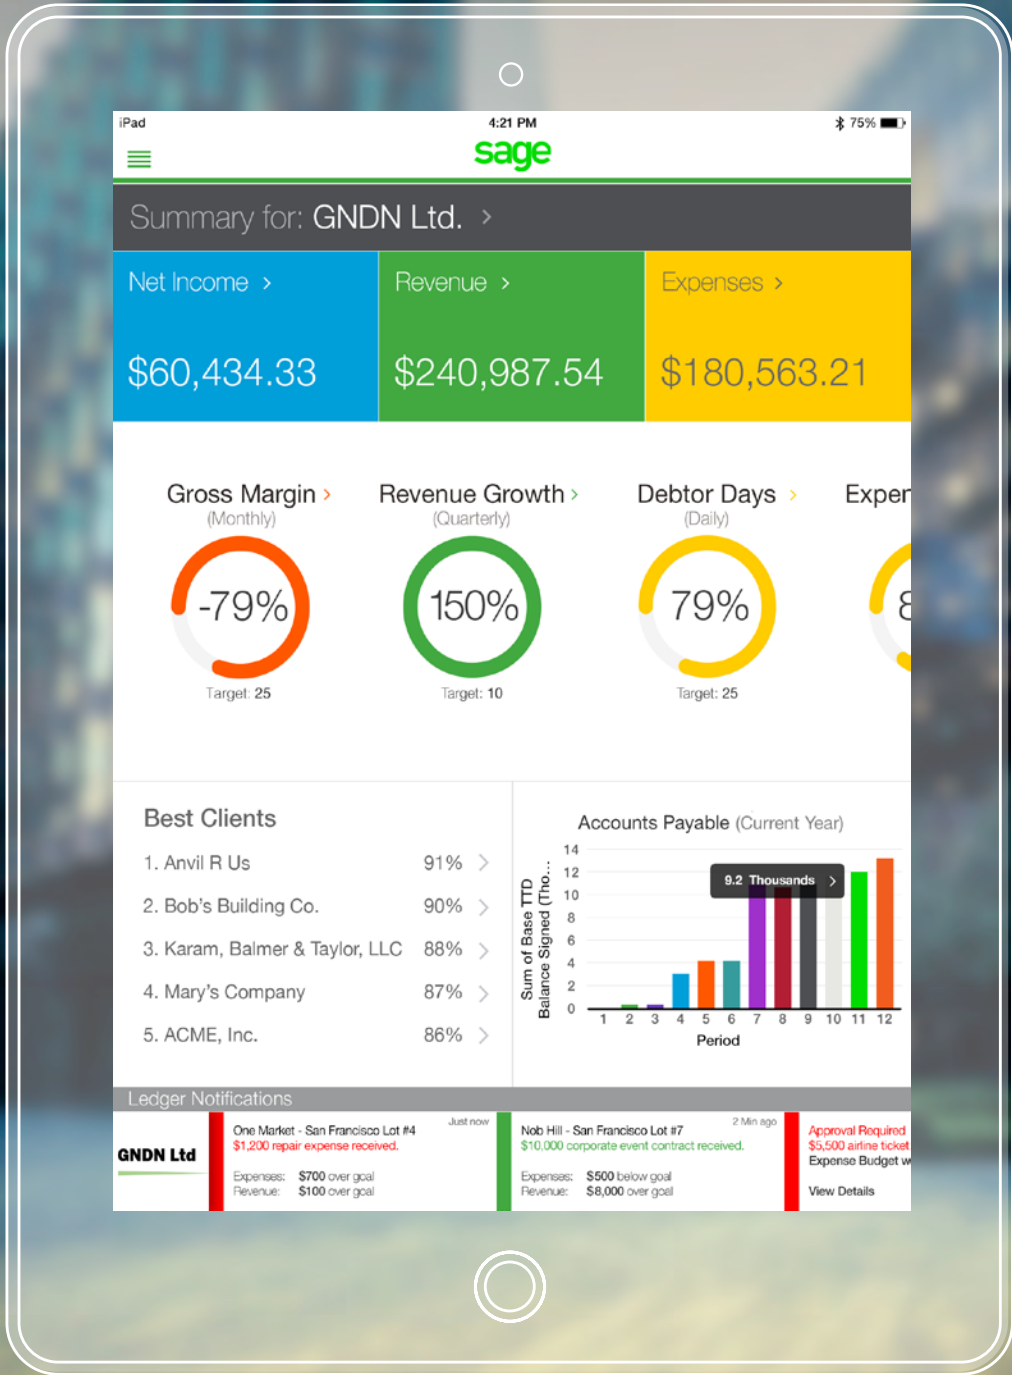 iPad
4:21 PM
75%
sage
Summary for: GNDN Ltd. >
Net Income >
Revenue >
Expenses >
$60,434.33
$240,987.54
$180,563.21
Gross Margin >
(Monthly)
-79%
Target: 25
Revenue Growth >
(Quarterly)
150%
Target: 10
Debtor Days >
(Daily)
79%
Target: 25
Exper
8
Best Clients
1. Anvil R Us 91% >
2. Bob's Building Co. 90% >
3. Karam, Balmer & Taylor, LLC 88% >
4. Mary's Company 87% >
5. ACME, Inc. 86% >
Accounts Payable (Current Year)
Sum of Base TTD
Balance Signed (Tho...
14
12
10
8
6
4
2
0
9.2 Thousands >
1 2 3 4 5 6 7 8 9 10 11 12
Period
Ledger Notifications
GNDN Ltd
Just now
One Market - San Francisco Lot #4
$1,200 repair expense received.
Expenses: $700 over goal
Revenue: $100 over goal
2 Min ago
Nob Hill - San Francisco Lot #7
$10,000 corporate event contract received.
Expenses: $500 below goal
Revenue: $8,000 over goal
Approval Required
$5,500 airline ticket
Expense Budget w
View Details